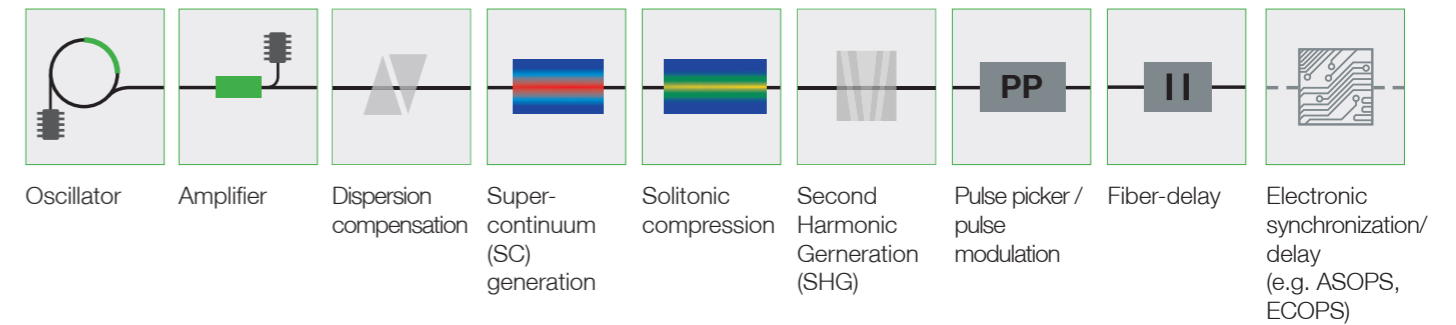 PP
II
Oscillator
Amplifier
Dispersion
compensation
Super-
continuum
(SC)
generation
Solitonic
compression
Second
Harmonic
Gerneration
(SHG)
Pulse picker /
pulse
modulation
Fiber-delay
Electronic
synchronization/
delay
(e.g. ASOPS,
ECOPS)